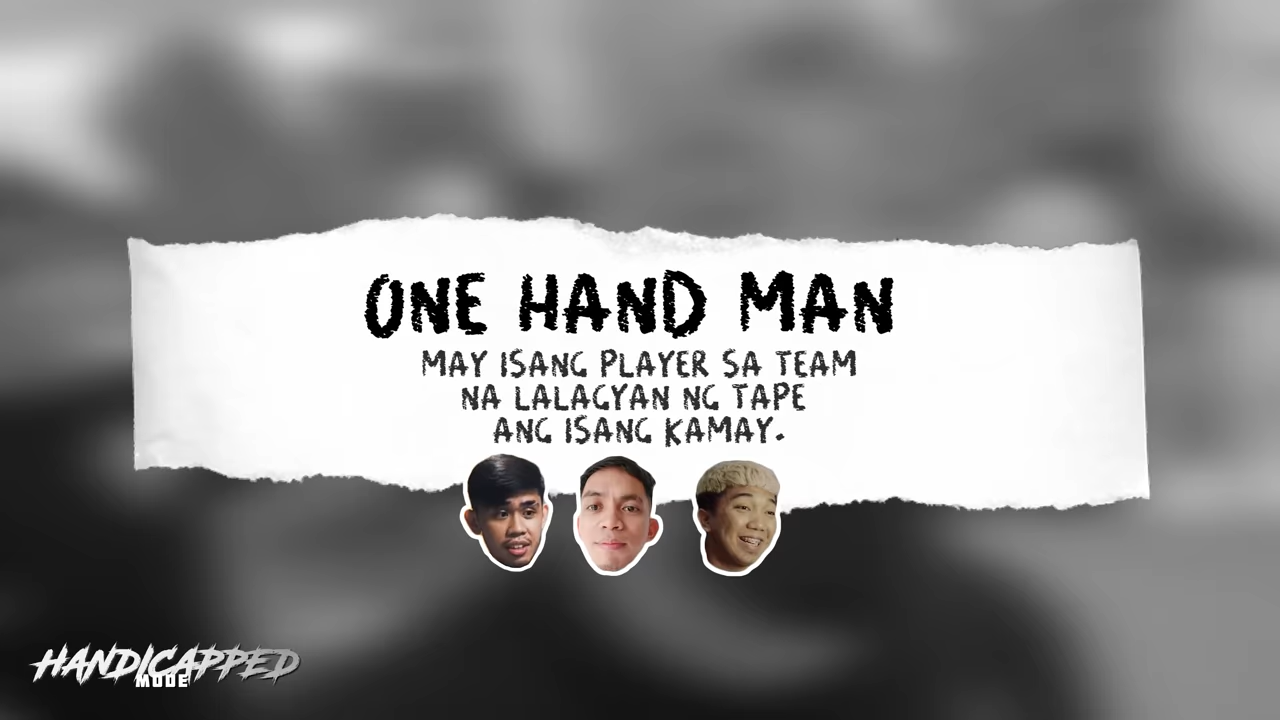 ONE HAND MAN
MAY ISANG PLAYER SA TEAM
NA LALAGYAN NG TAPE
ANG ISANG KAMAY.
HANDICAPPED
MODE